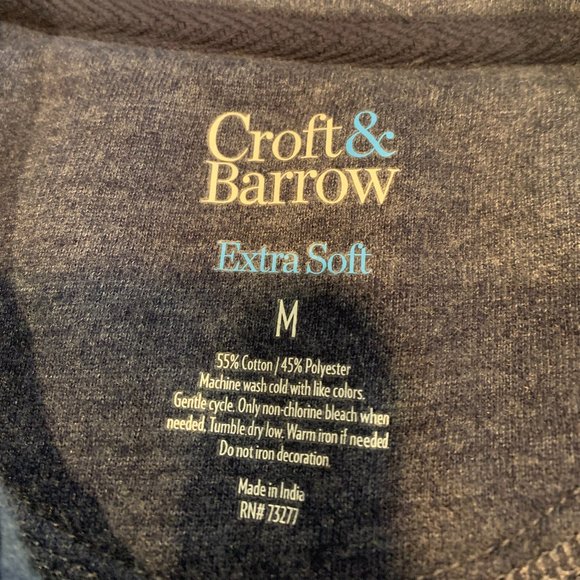 Croft&
Barrow
Extra Soft
M
55% Cotton / 45% Polyester
Machine wash cold with like colors.
Gentle cycle. Only non-chlorine bleach when
needed. Tumble dry low. Warm iron if needed
Do not iron decoration.
Made in India
RN# 73277